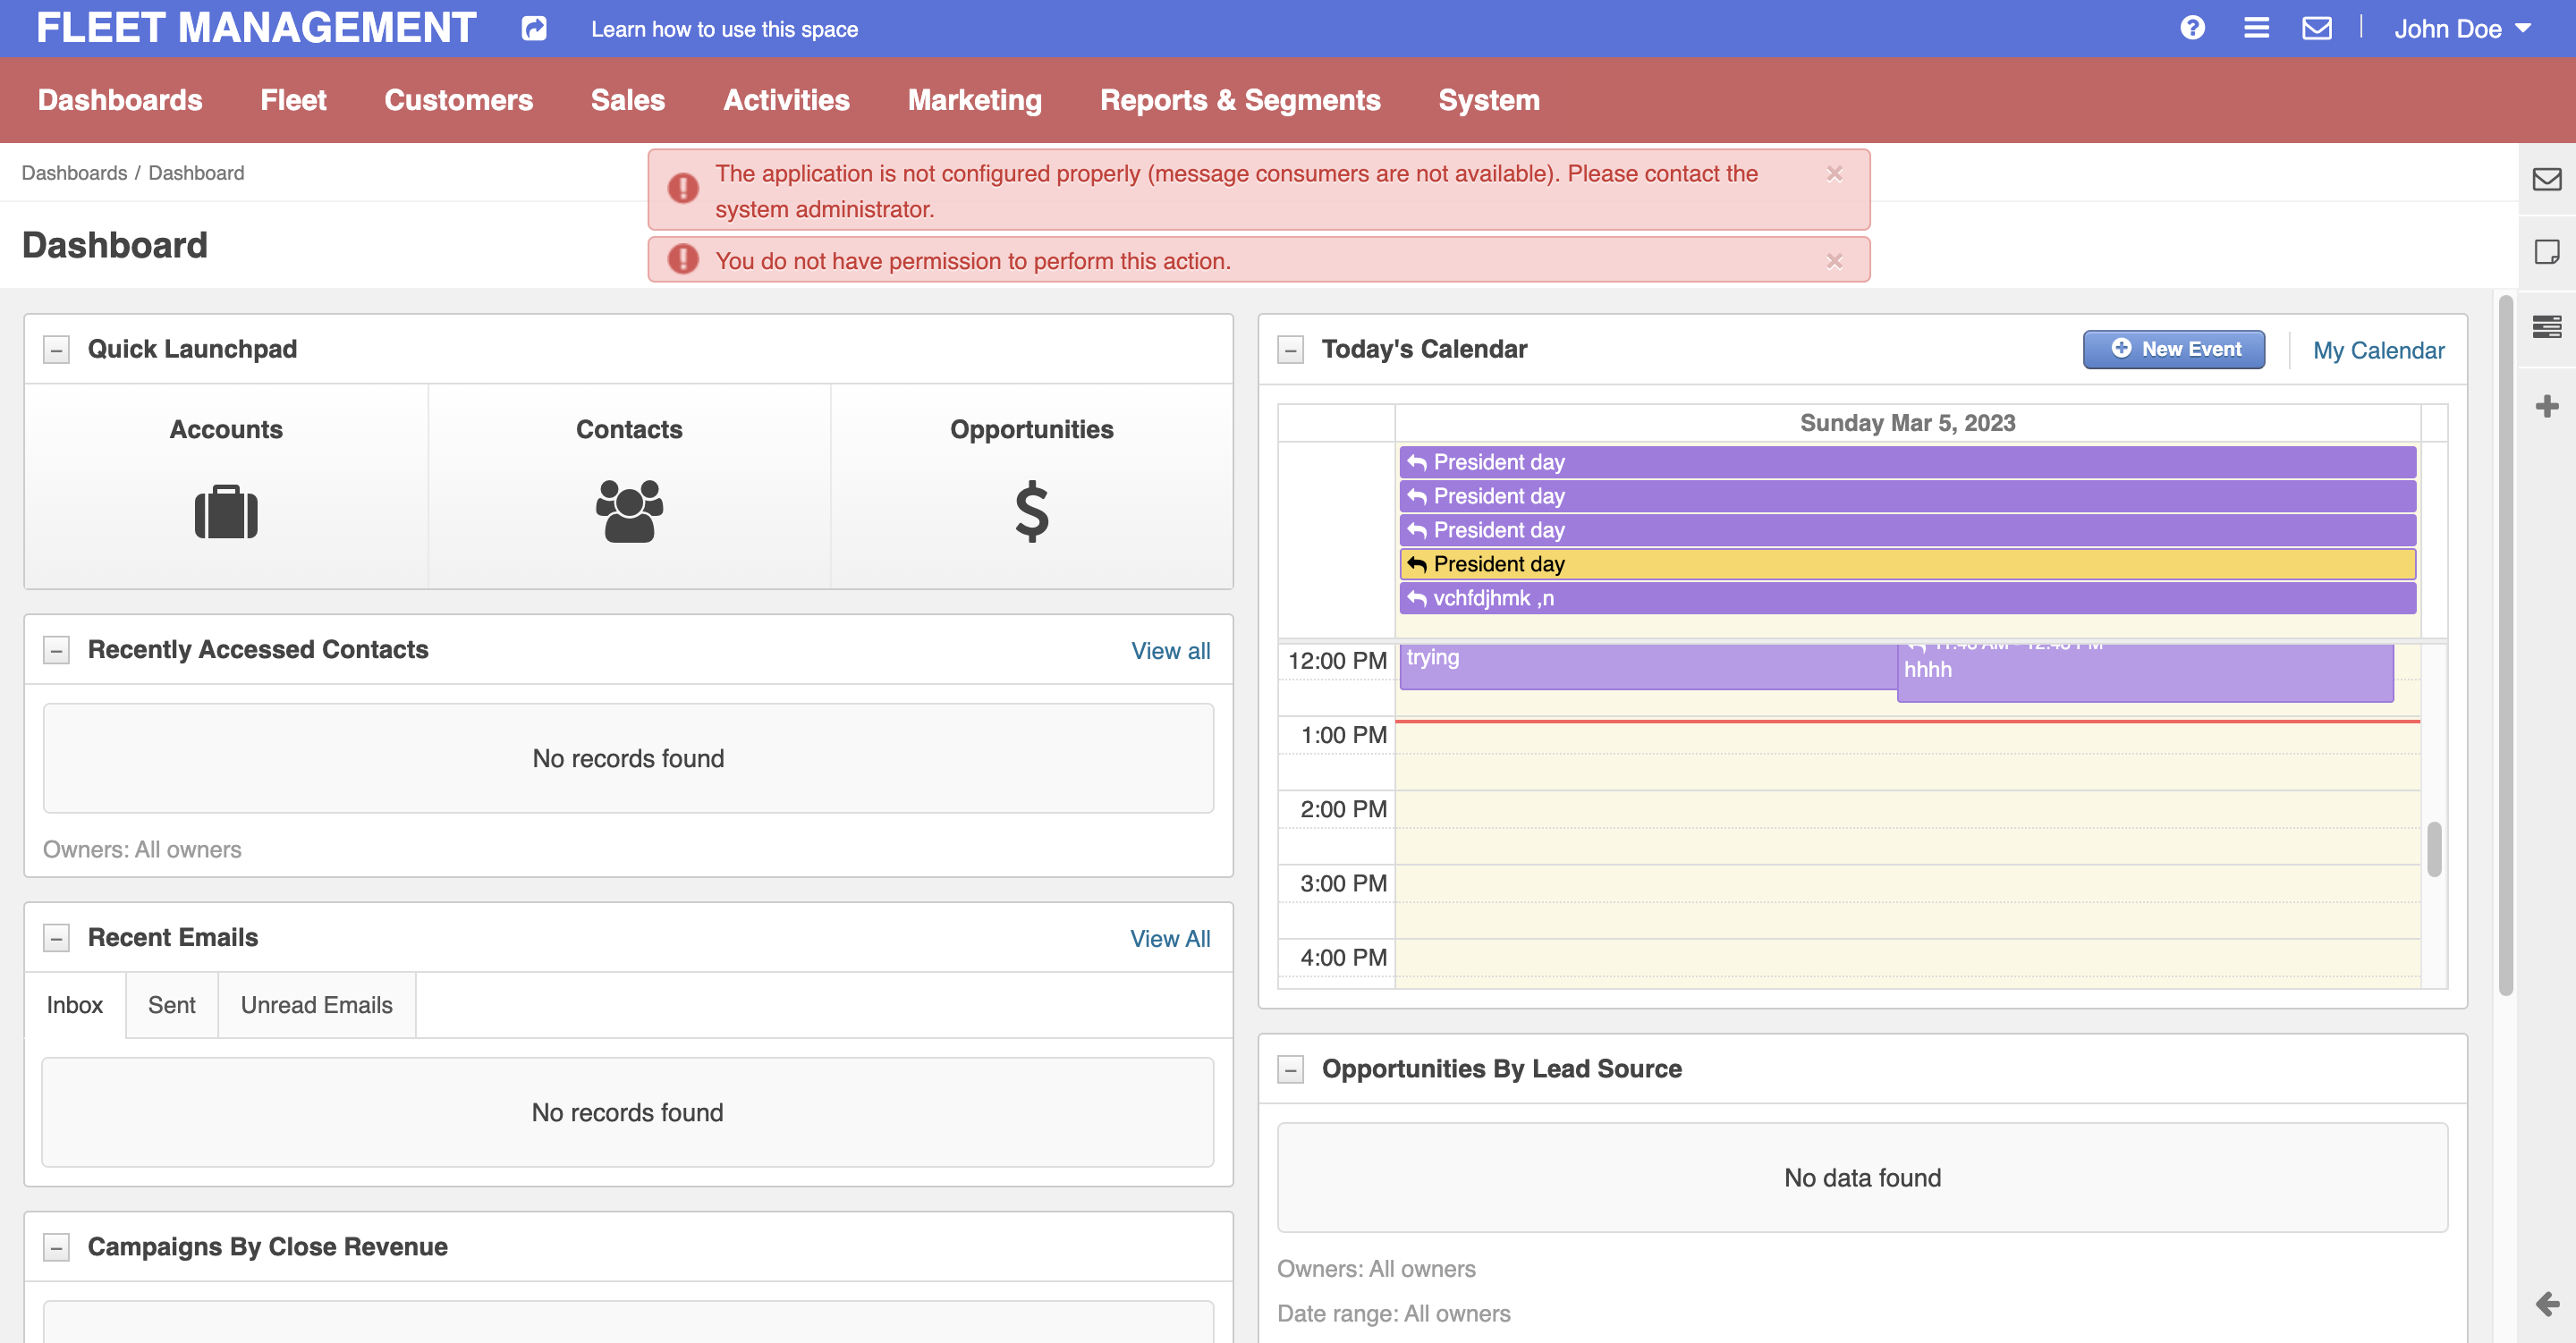 FLEET MANAGEMENT
Learn how to use this space
John Doe
Dashboards
Fleet
Customers
Sales
Activities
Marketing
Reports & Segments
System
Dashboards / Dashboard
The application is not configured properly (message consumers are not available). Please contact the
system administrator.
You do not have permission to perform this action.
Dashboard
Quick Launchpad
Accounts
Contacts
Opportunities
Recently Accessed Contacts
View all
No records found
Owners: All owners
Recent Emails
View All
Inbox
Sent
Unread Emails
No records found
Campaigns By Close Revenue
Today's Calendar
New Event
My Calendar
Sunday Mar 5, 2023
President day
President day
President day
President day
vchfdjhmk ,n
12:00 PM
trying
hhhh
1:00 PM
2:00 PM
3:00 PM
4:00 PM
Opportunities By Lead Source
No data found
Owners: All owners
Date range: All owners